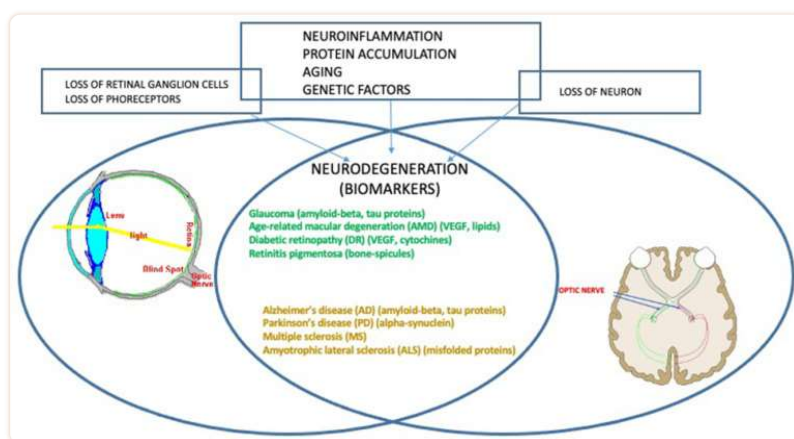 NEUROINFLAMMATION
PROTEIN ACCUMULATION
AGING
GENETIC FACTORS
LOSS OF RETINAL GANGLION CELLS
LOSS OF PHORECEPTORS
LOSS OF NEURON
NEURODEGENERATION
(BIOMARKERS)
Glaucoma (amyloid-beta, tau proteins)
Age-related macular degeneration (AMD) (VEGF, lipids)
Diabetic retinopathy (DR) (VEGF, cytochines)
Retinitis pigmentosa (bone-spicules)
Alzheimer's disease (AD) (amyloid-beta, tau proteins)
Parkinson's disease (PD) (alpha-synuclein)
Multiple sclerosis (MS)
Amyotrophic lateral sclerosis (ALS) (misfolded proteins)
Lens
light
Retina
Blind Spot
Optic
Nerve
OPTIC NERVE